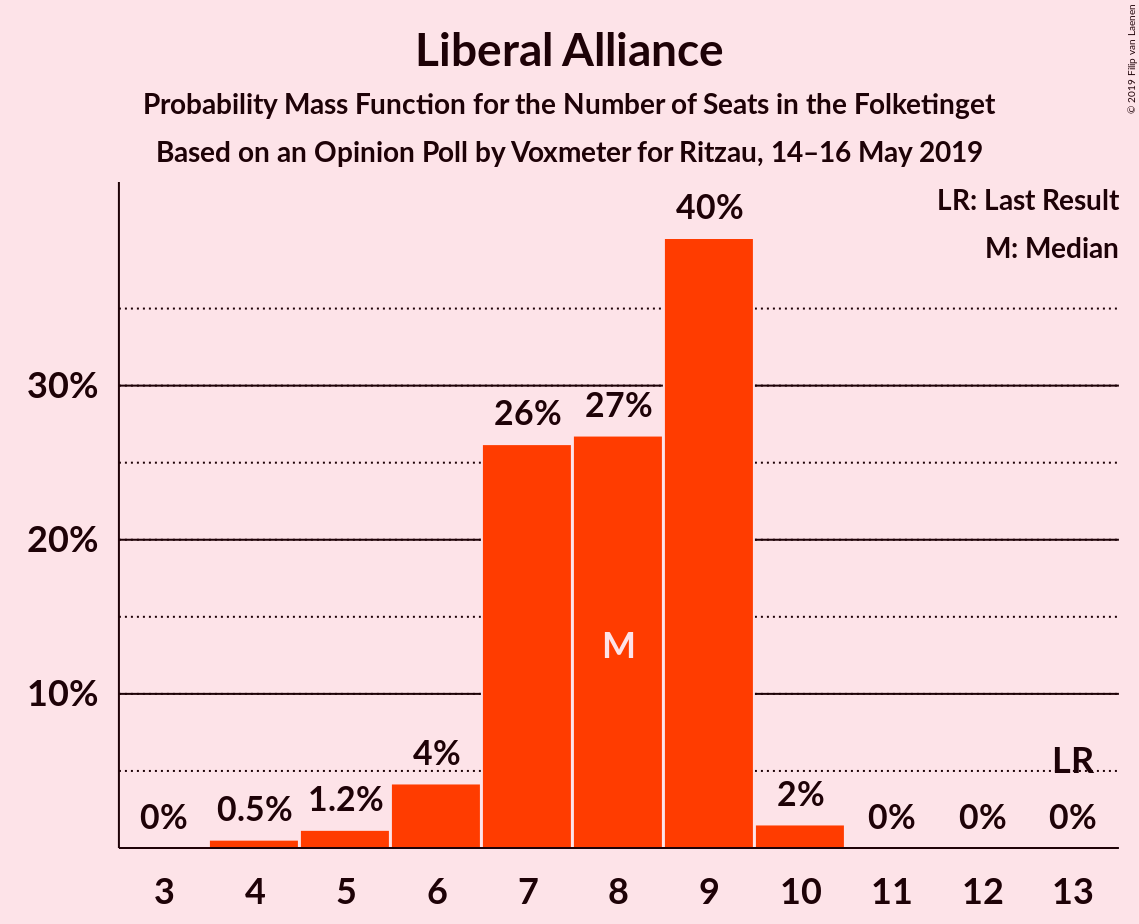 Liberal Alliance
Probability Mass Function for the Number of Seats in the Folketinget
Based on an Opinion Poll by Voxmeter for Ritzau, 14–16 May 2019
© 2019 Filip van Laenen
LR: Last Result
M: Median
40%
30%
27%
26%
20%
M
10%
LR
4%
2%
1.2%
0.5%
0%
0%
0%
0%
3 4 5 6 7 8 9 10 11 12 13